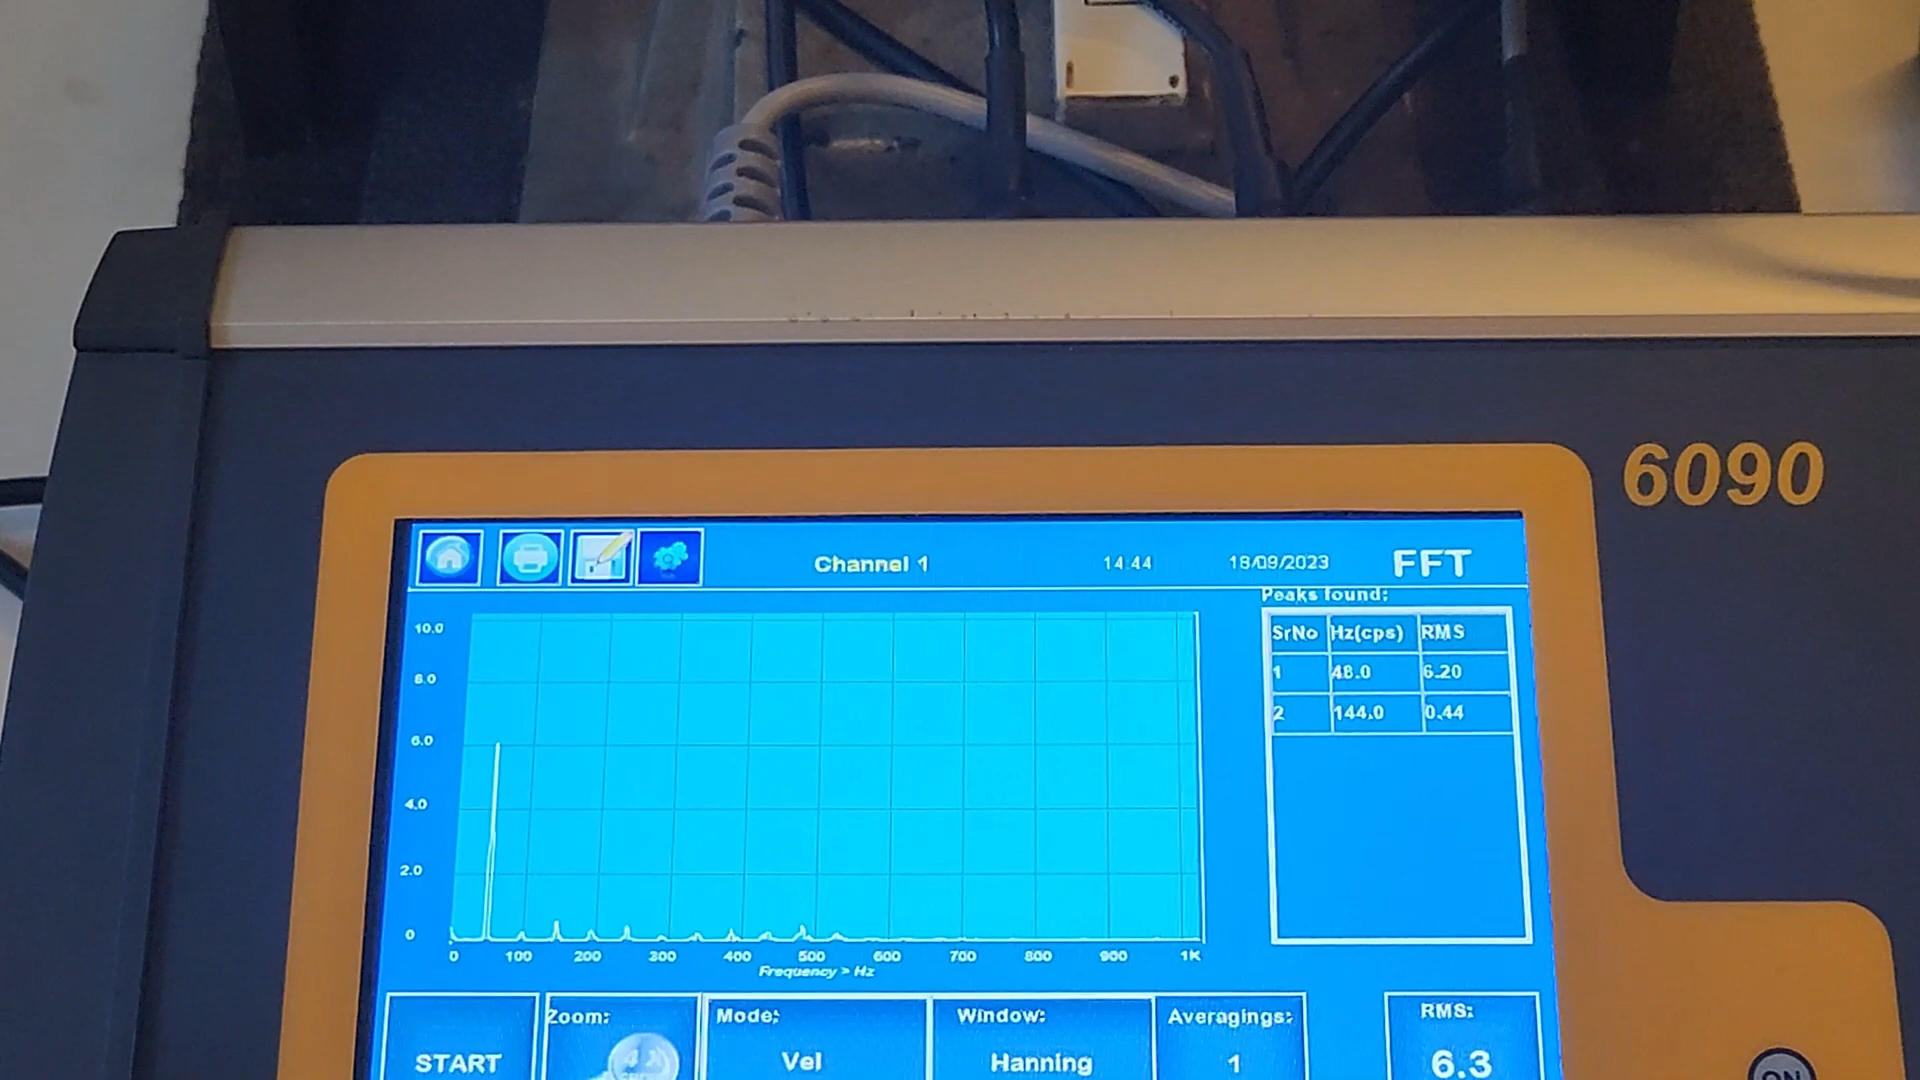 6090
Channel 1 14:44 18/09/2023 FFT
Peaks found:
SrNo Hz(cps) RMS
1 48.0 6.20
2 144.0 0.44
10.0
8.0
6.0
4.0
2.0
0
0 100 200 300 400 500 600 700 800 900 1K
Frequency > Hz
START
Zoom:
Mode:
Vel
Window:
Hanning
Averagings:
1
RMS:
6.3
ON